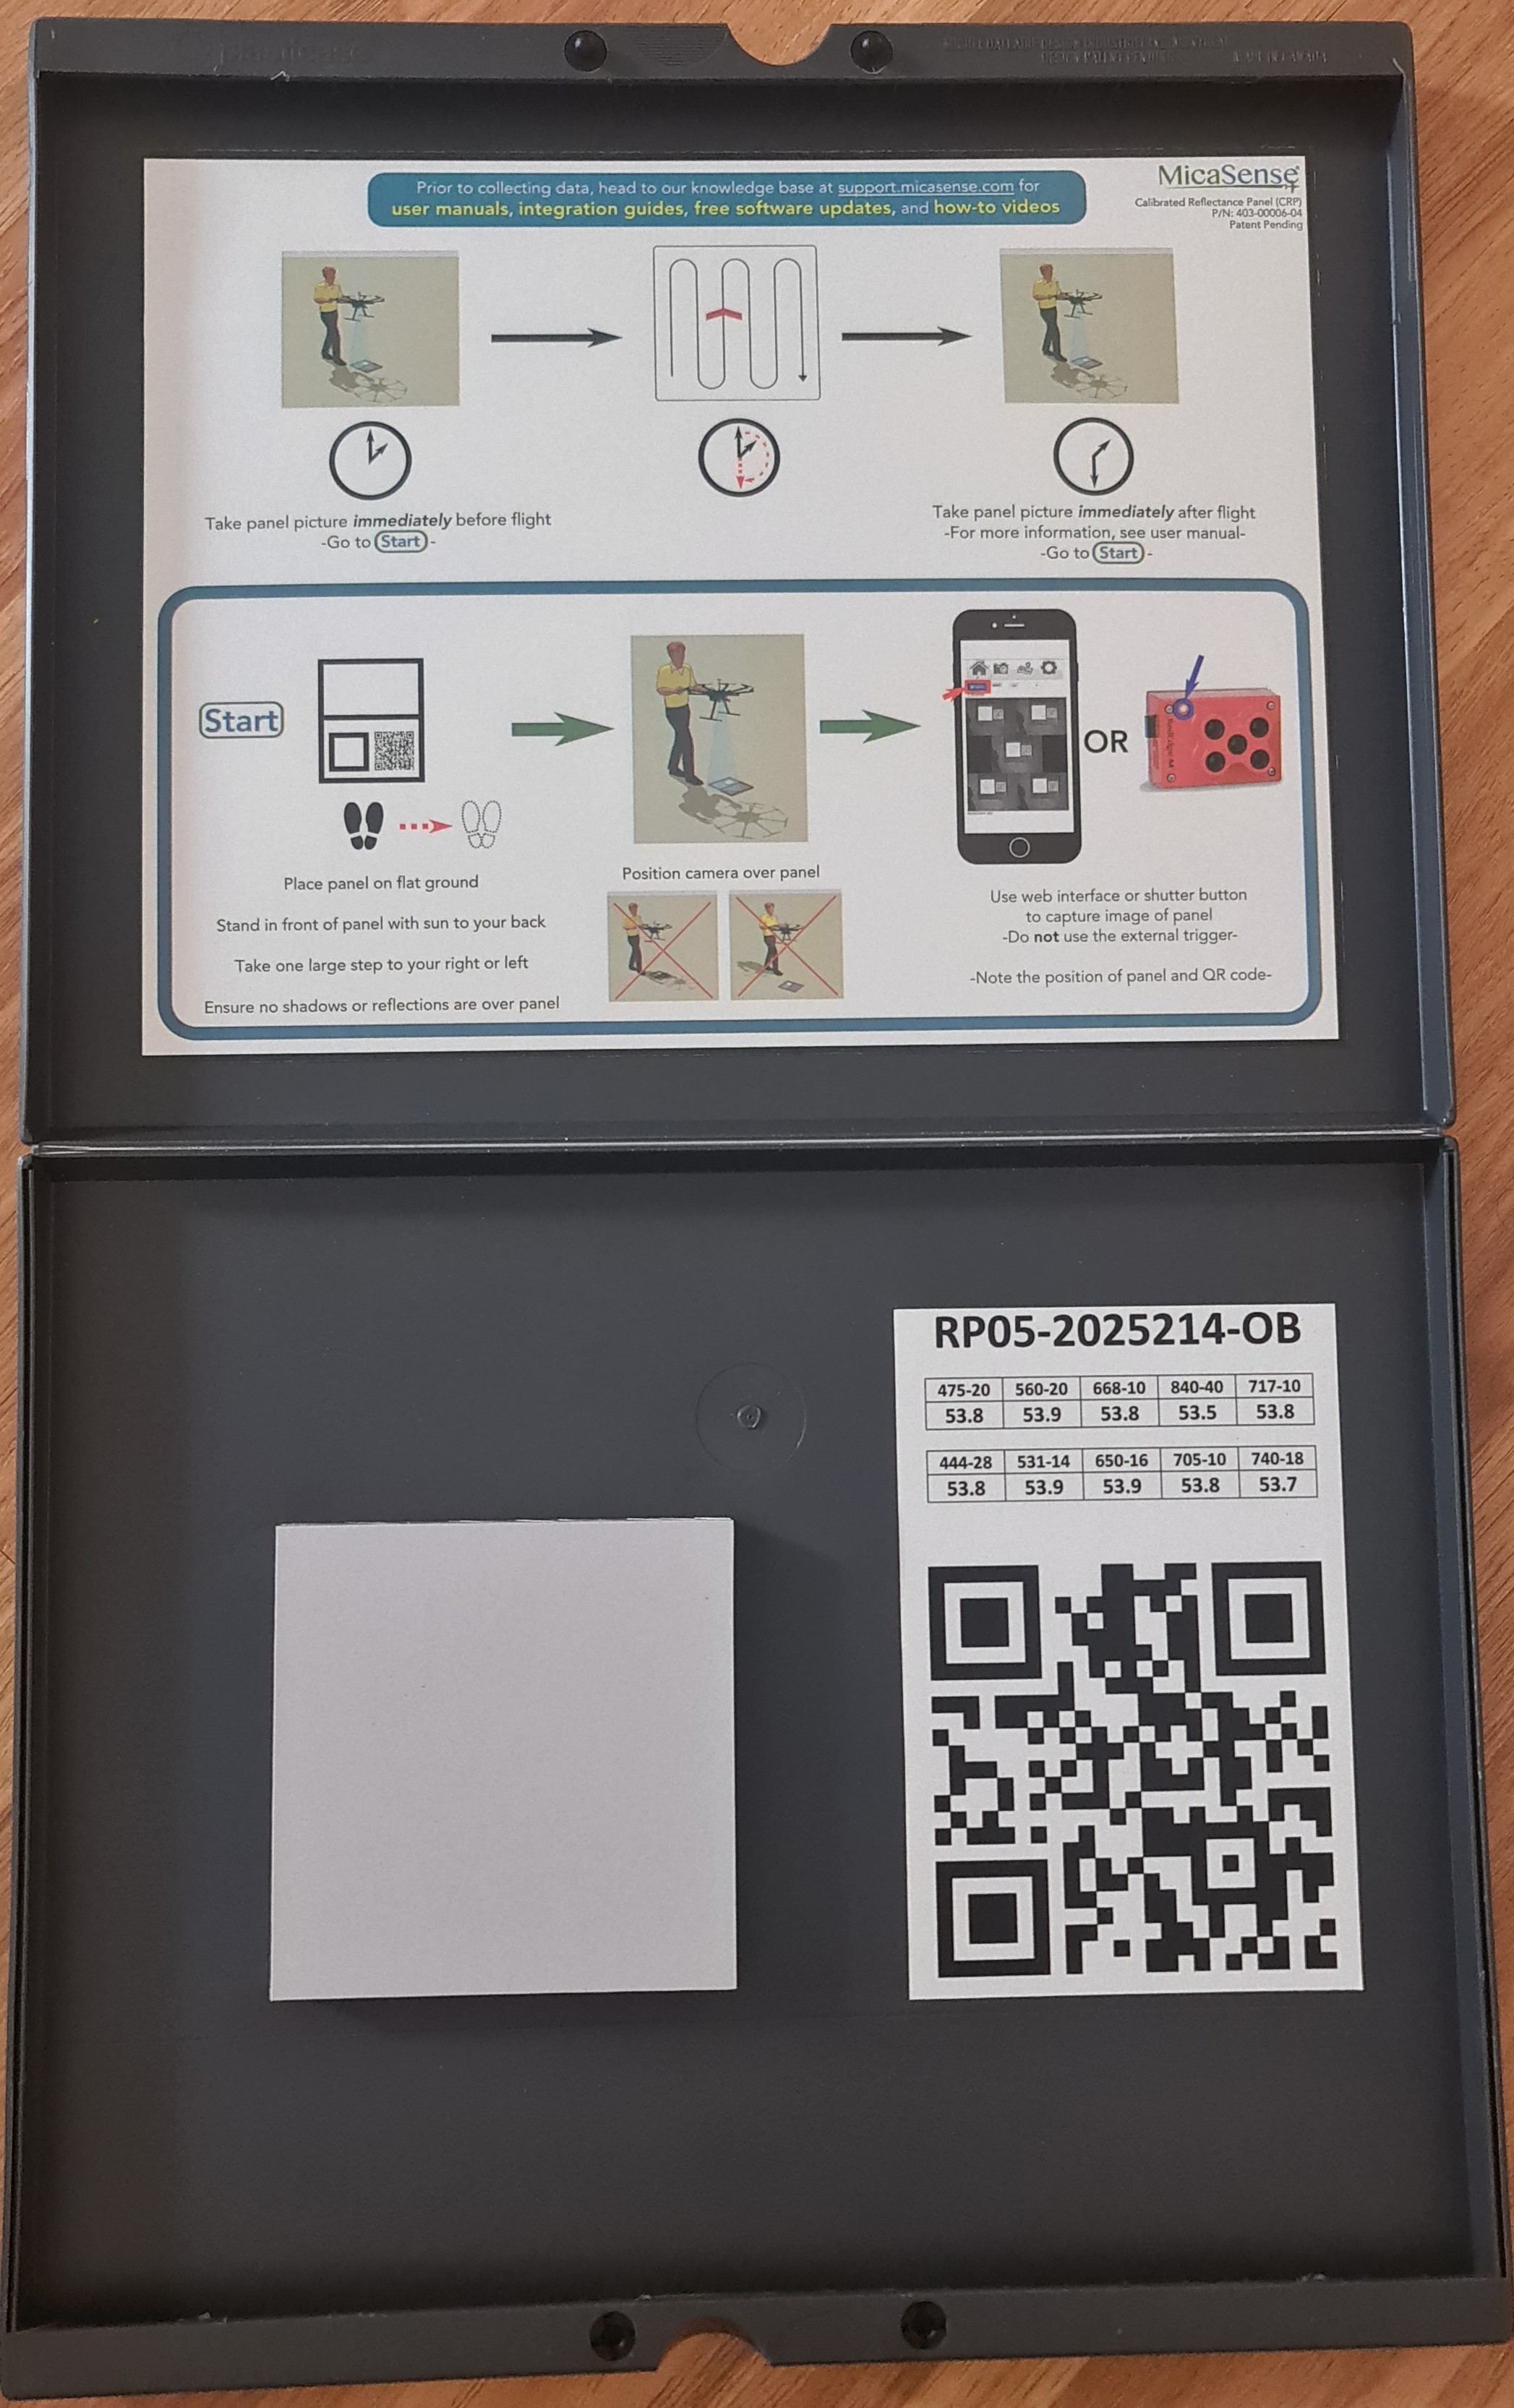 Prior to collecting data, head to our knowledge base at support.micasense.com for
user manuals, integration guides, free software updates, and how-to videos
MicaSense
Calibrated Reflectance Panel (CRP)
P/N: 403-00006-04
Patent Pending
Take panel picture immediately before flight
-Go to Start-
Take panel picture immediately after flight
-For more information, see user manual-
-Go to Start-
Start
OR
Place panel on flat ground
Stand in front of panel with sun to your back
Take one large step to your right or left
Ensure no shadows or reflections are over panel
Position camera over panel
Use web interface or shutter button
to capture image of panel
-Do not use the external trigger-
-Note the position of panel and QR code-
RP05-2025214-OB
475-20 560-20 668-10 840-40 717-10
53.8 53.9 53.8 53.5 53.8
444-28 531-14 650-16 705-10 740-18
53.8 53.9 53.9 53.8 53.7